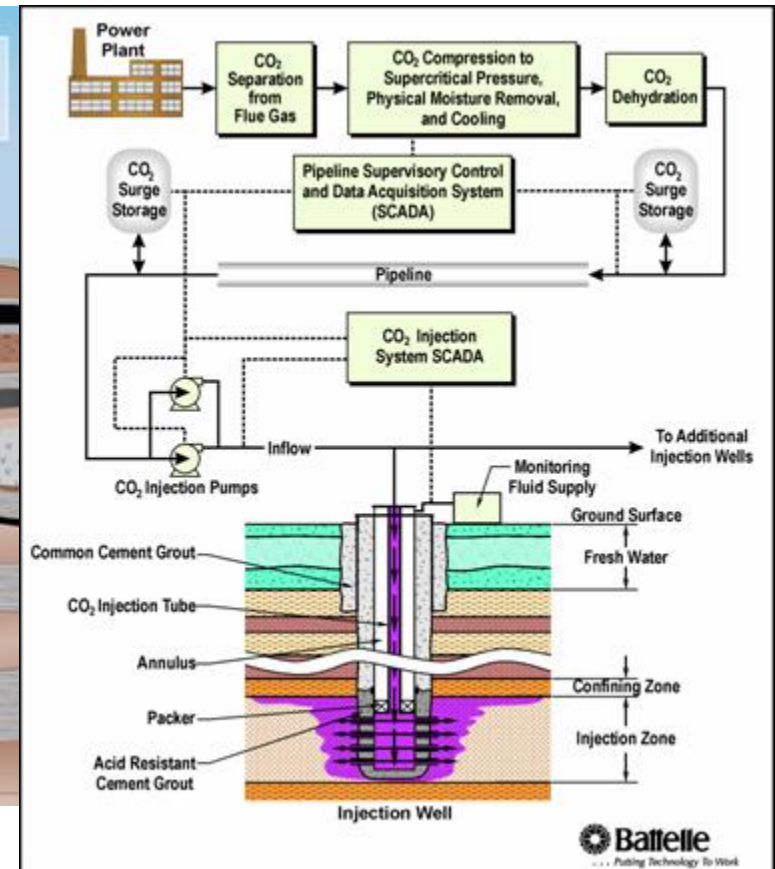 Power
Plant
CO₂
Separation
from
Flue Gas
CO₂ Compression to
Supercritical Pressure,
Physical Moisture Removal,
and Cooling
CO₂
Dehydration
CO₂
Surge
Storage
Pipeline Supervisory Control
and Data Acquisition System
(SCADA)
CO₂
Surge
Storage
Pipeline
CO₂ Injection
System SCADA
Inflow
To Additional
Injection Wells
CO₂ Injection Pumps
Monitoring
Fluid Supply
Ground Surface
Common Cement Grout
Fresh Water
CO₂ Injection Tube
Annulus
Confining Zone
Packer
Injection Zone
Acid Resistant
Cement Grout
Injection Well
Battelle
. . . Putting Technology To Work